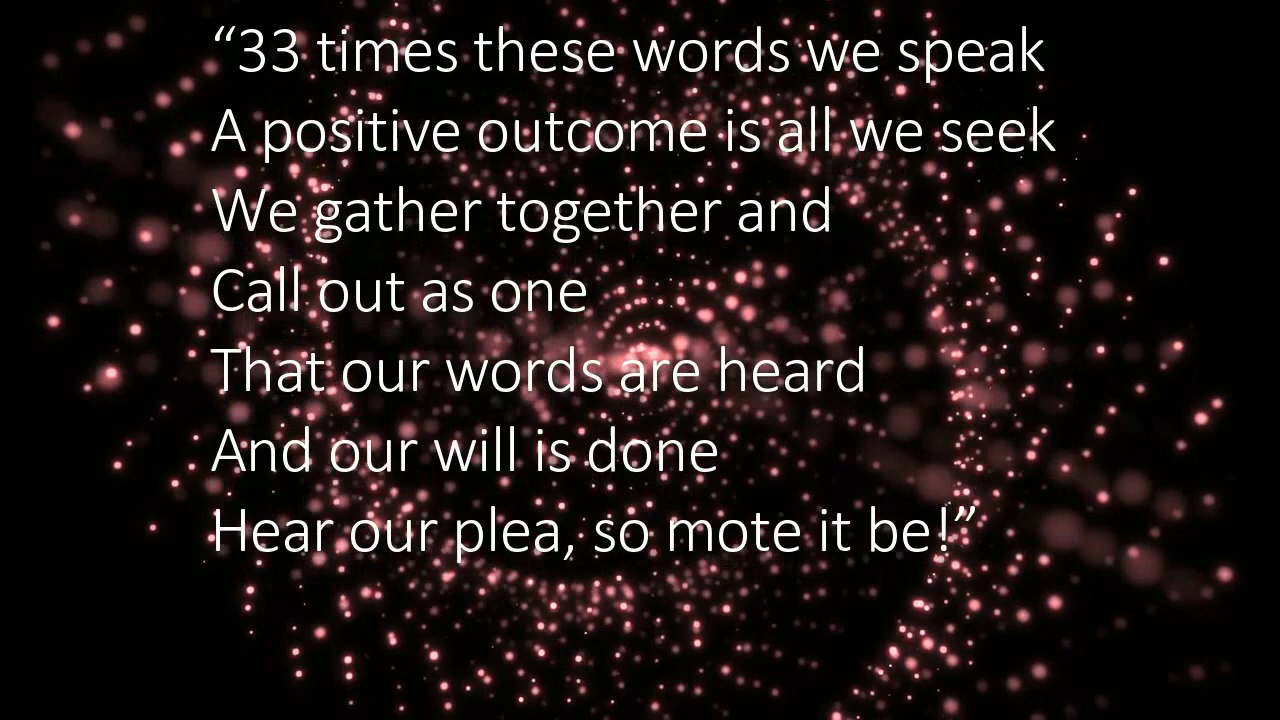 “33 times these words we speak
A positive outcome is all we seek
We gather together and
Call out as one
That our words are heard
And our will is done
Hear our plea, so mote it be!”